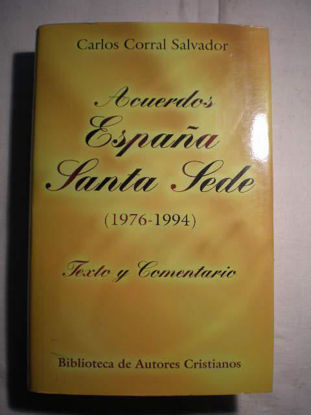 Carlos Corral Salvador
Acuerdos
España
Santa Sede
(1976-1994)
Texto y Comentario
Biblioteca de Autores Cristianos